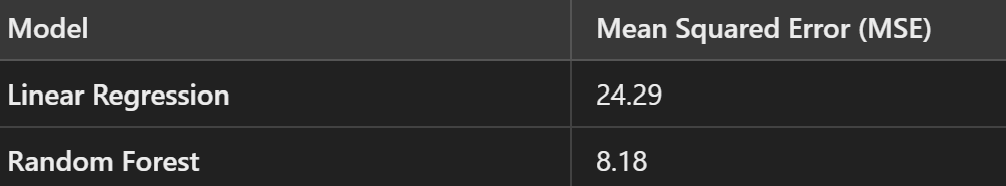 Model Mean Squared Error (MSE)
Linear Regression 24.29
Random Forest 8.18